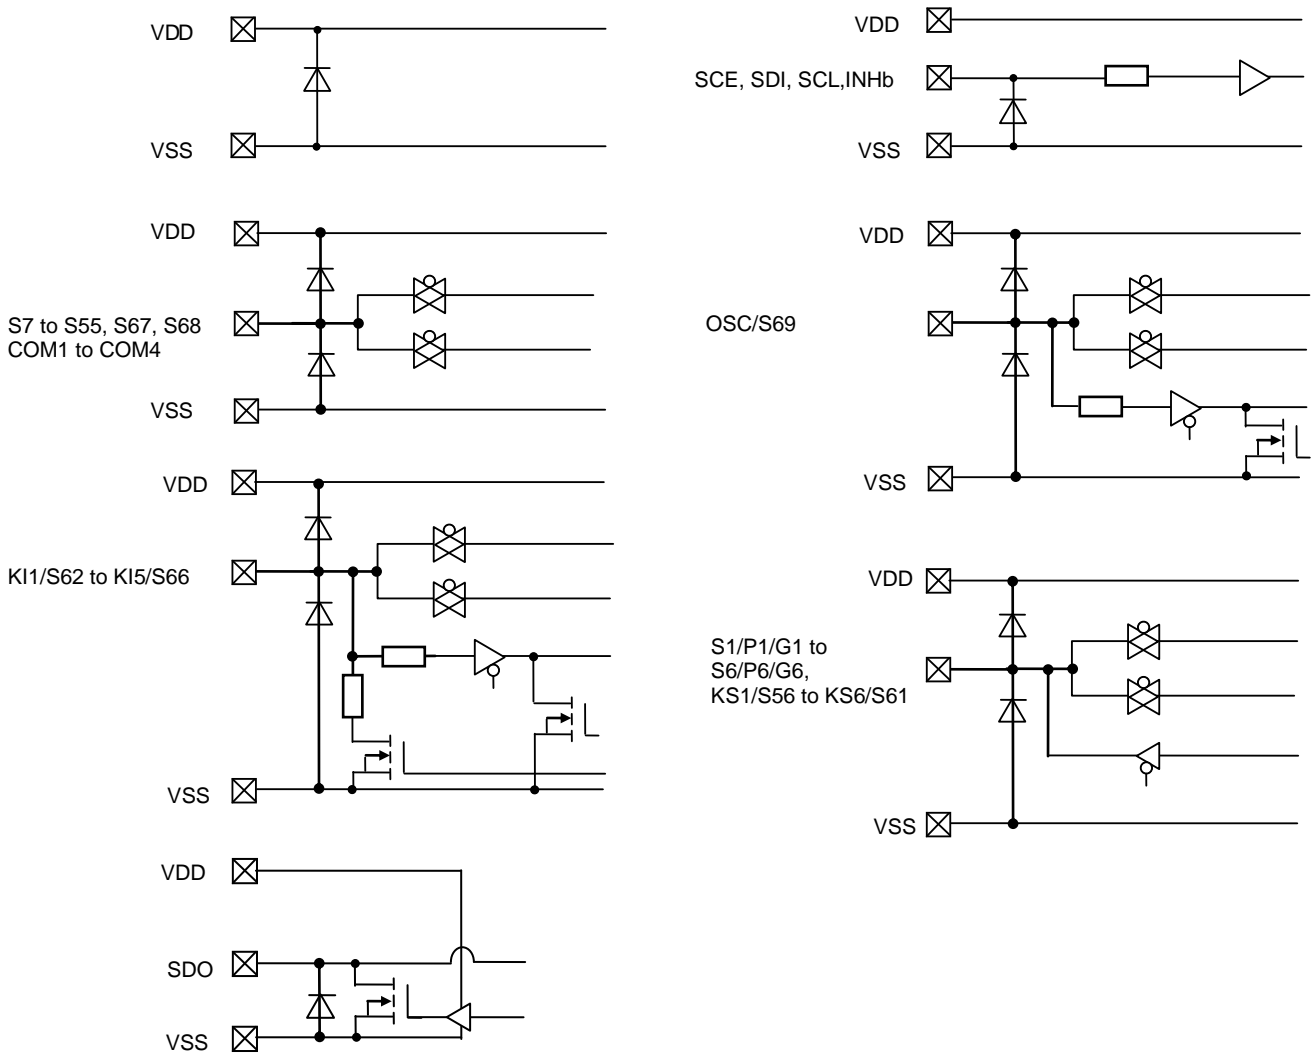 VDD
VSS
VDD
SCE, SDI, SCL,INHb
VSS
VDD
S7 to S55, S67, S68
COM1 to COM4
VSS
VDD
OSC/S69
VSS
VDD
KI1/S62 to KI5/S66
VSS
VDD
S1/P1/G1 to
S6/P6/G6,
KS1/S56 to KS6/S61
VSS
VDD
SDO
VSS